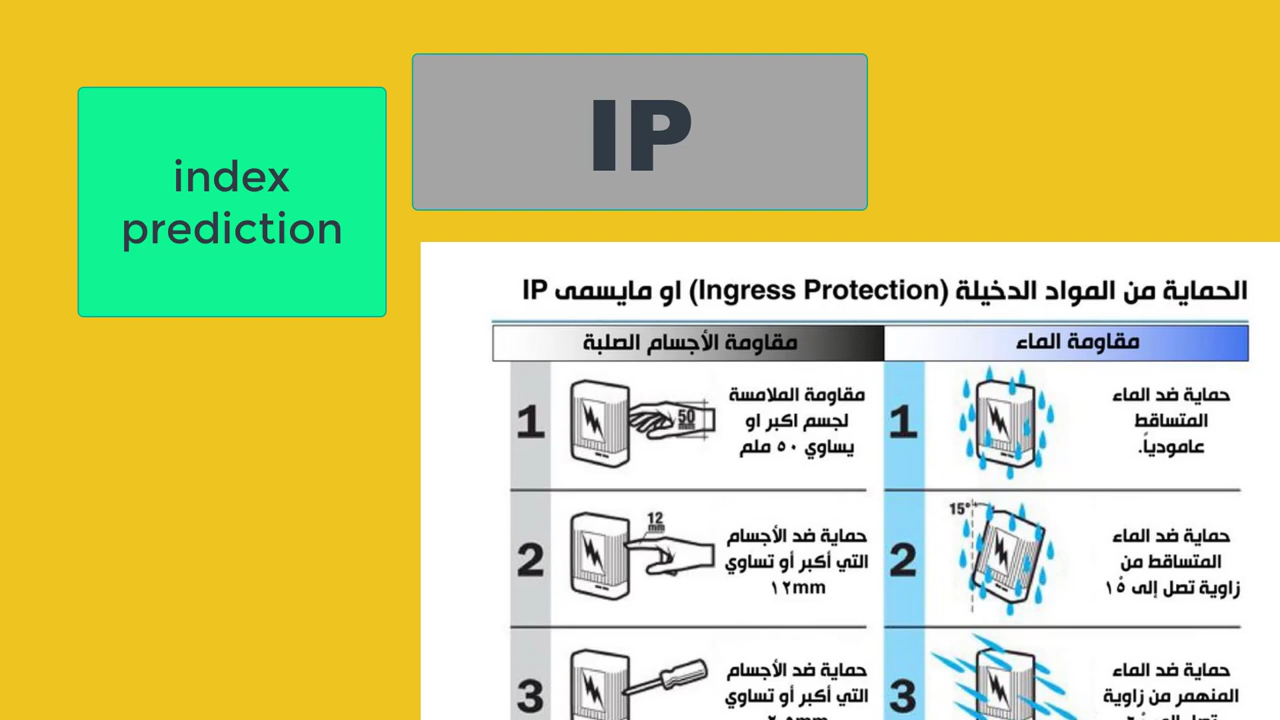 index
prediction
IP
الحماية من المواد الدخيلة (Ingress Protection) او مايسمى IP
مقاومة الأجسام الصلبة
مقاومة الماء
1
50
مقاومة الملامسة
لجسم اكبر او
يساوي ٥٠ ملم
1
حماية ضد الماء
المتساقط
عامودياً.
2
12
mm
حماية ضد الأجسام
التي أكبر أو تساوي
١٢mm
2
15°
حماية ضد الماء
المتساقط من
زاوية تصل إلى ١٥ْ
3
حماية ضد الأجسام
التي أكبر أو تساوي
3
حماية ضد الماء
المنهمر من زاوية